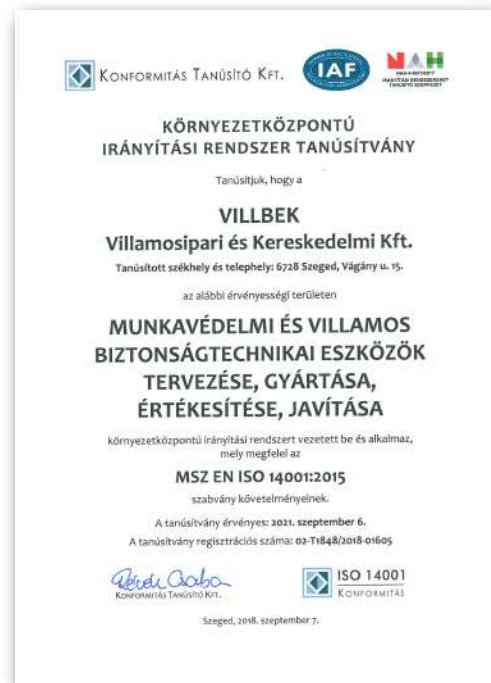 KONFORMITÁS TANÚSÍTÓ KFT.
IAF
NAH
IRÁNYÍTÁSI RENDSZEREKET
TANÚSÍTÓ SZERVEZET
KÖRNYEZETKÖZPONTÚ
IRÁNYÍTÁSI RENDSZER TANÚSÍTVÁNY
Tanúsítjuk, hogy a
VILLBEK
Villamosipari és Kereskedelmi Kft.
Tanúsított székhely és telephely: 6728 Szeged, Vágány u. 15.
az alábbi érvényességi területen
MUNKAVÉDELMI ÉS VILLAMOS
BIZTONSÁGTECHNIKAI ESZKÖZÖK
TERVEZÉSE, GYÁRTÁSA,
ÉRTÉKESÍTÉSE, JAVÍTÁSA
környezetközpontú irányítási rendszert vezetett be és alkalmaz,
mely megfelel az
MSZ EN ISO 14001:2015
szabvány követelményeinek.
A tanúsítvány érvényes: 2021. szeptember 6.
A tanúsítvány regisztrációs száma: 02-T1848/2018-01605
KONFORMITÁS TANÚSÍTÓ KFT.
ISO 14001
KONFORMITÁS
Szeged, 2018. szeptember 7.